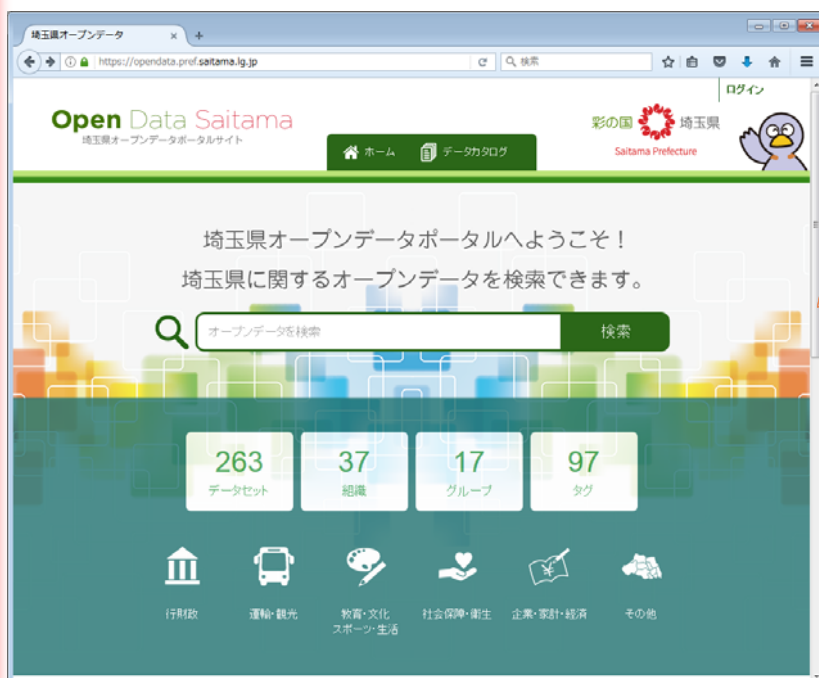 埼玉県オープンデータ
https://opendata.pref.saitama.lg.jp
検索
ログイン
Open Data Saitama
埼玉県オープンデータポータルサイト
ホーム
データカタログ
彩の国
埼玉県
Saitama Prefecture
埼玉県オープンデータポータルへようこそ！
埼玉県に関するオープンデータを検索できます。
オープンデータを検索
検索
263
データセット
37
組織
17
グループ
97
タグ
行財政
運輸・観光
教育・文化
スポーツ・生活
社会保障・衛生
企業・家計・経済
その他